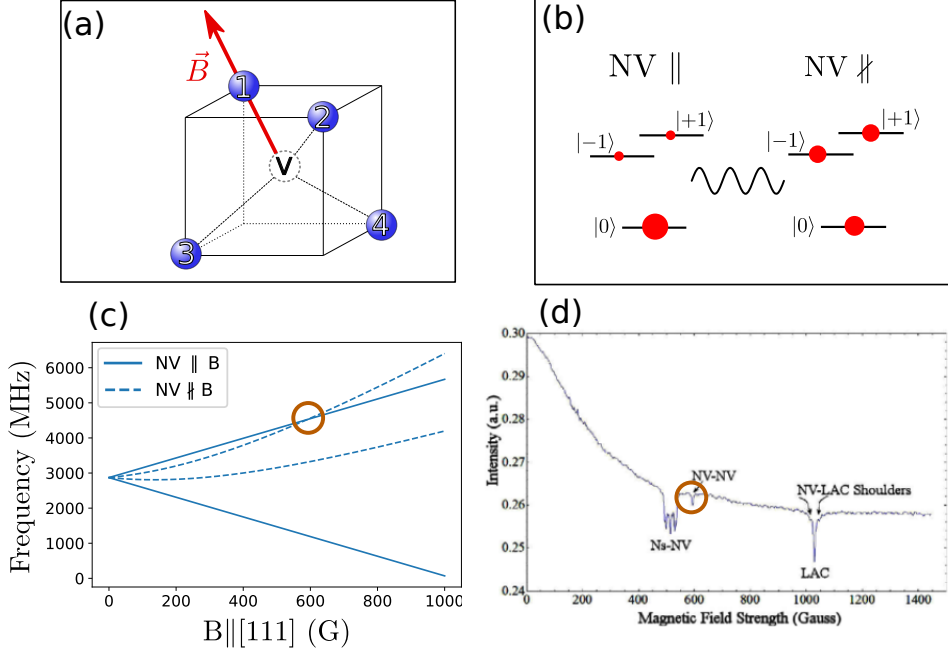 (a)
B⃗
1
2
V
3
4
(b)
NV ∥
NV ∦
|−1⟩
|+1⟩
|−1⟩
|+1⟩
|0⟩
|0⟩
(c)
Frequency (MHz)
6000
5000
4000
3000
2000
1000
0
NV ∥ B
NV ∦ B
0
200
400
600
800
1000
B∥[111] (G)
(d)
Intensity (a.u.)
0.30
0.29
0.28
0.27
0.26
0.25
0.24
NV-NV
NV-LAC Shoulders
Ns-NV
LAC
0
200
400
600
800
1000
1200
1400
Magnetic Field Strength (Gauss)